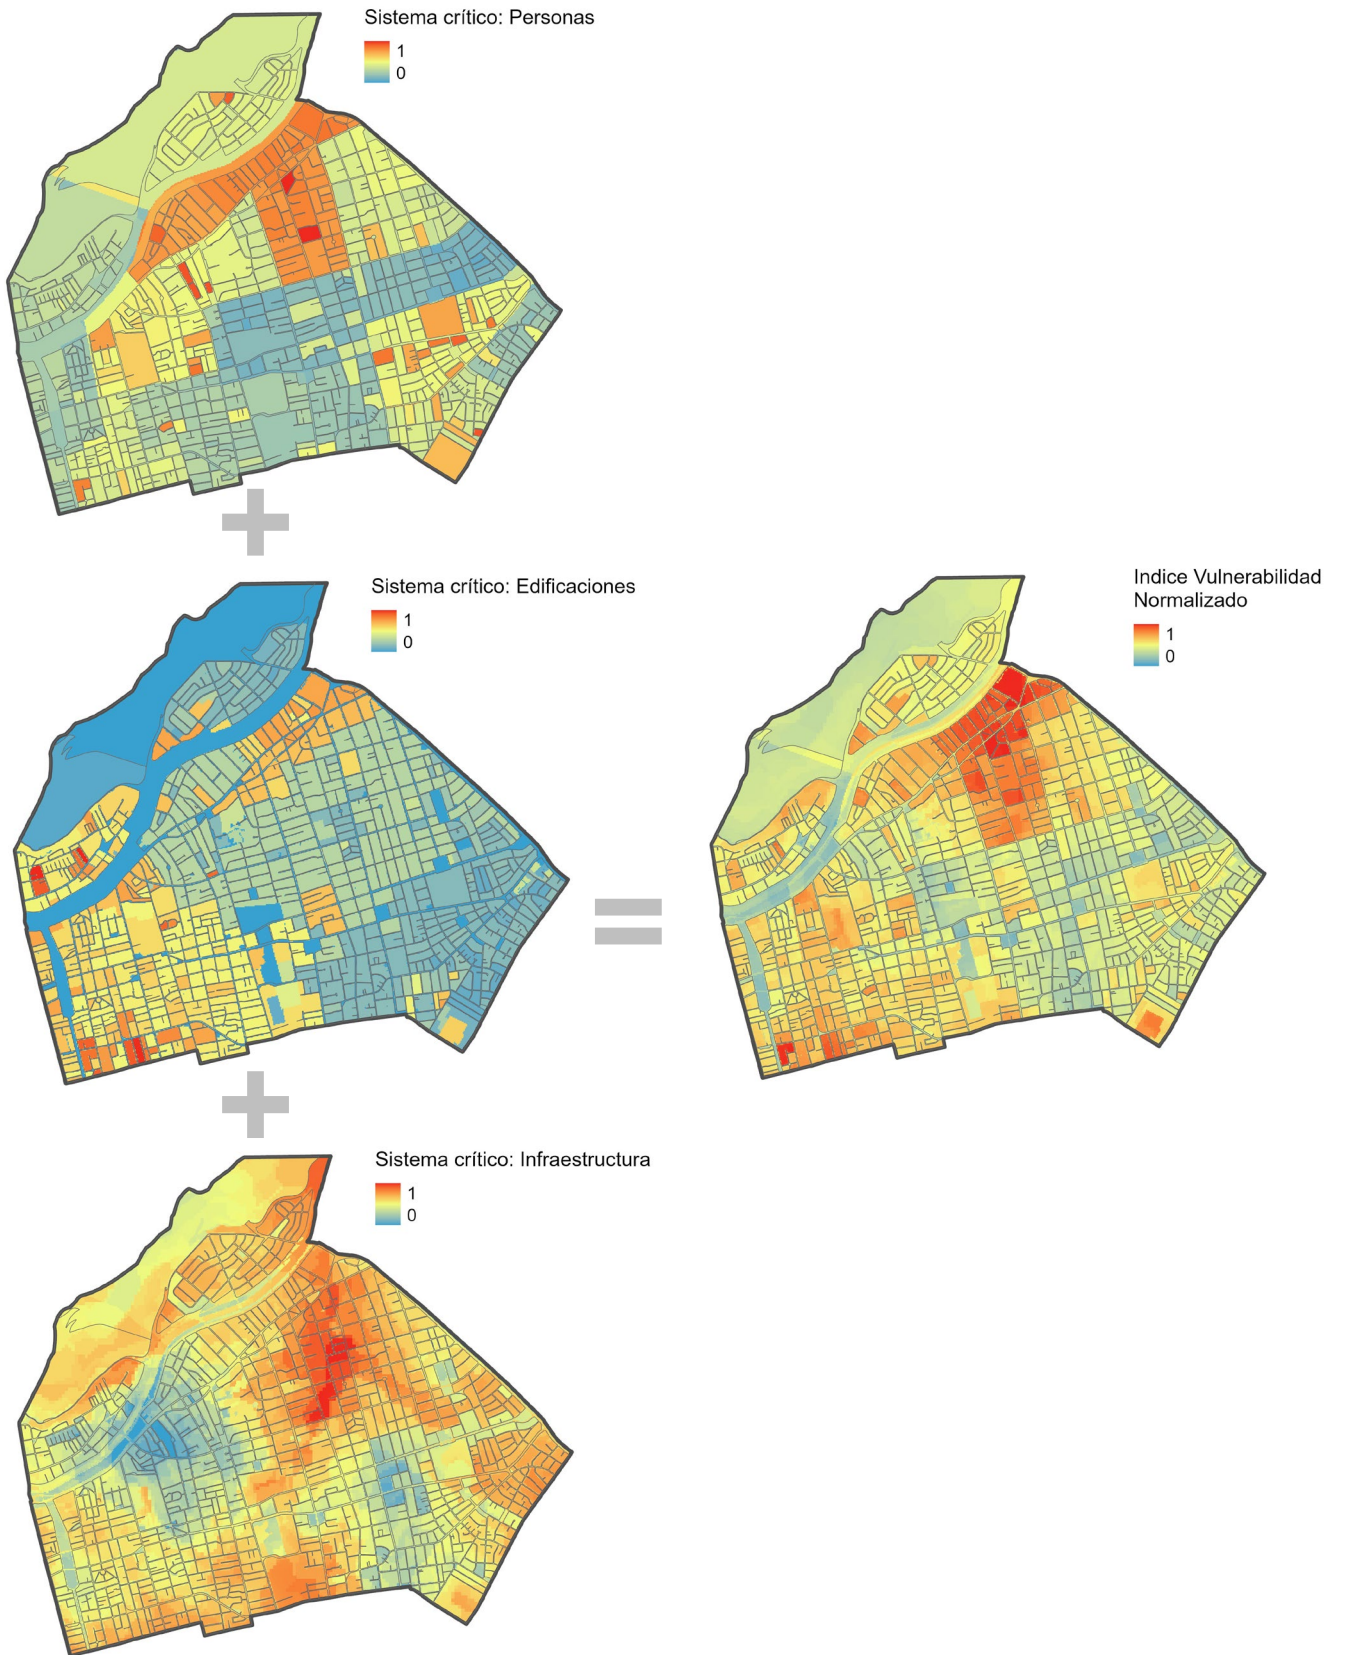 Sistema crítico: Personas
1
0
Sistema crítico: Edificaciones
1
0
Indice Vulnerabilidad
Normalizado
1
0
Sistema crítico: Infraestructura
1
0